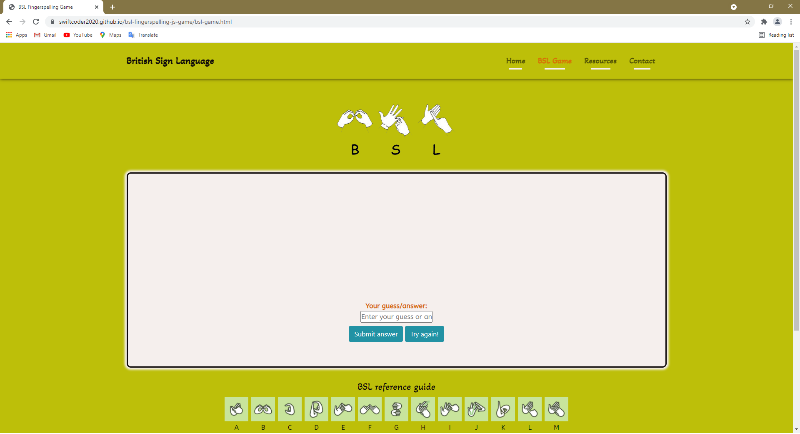 BSL Fingerspelling Game
swiftcoder2020.github.io/bsl-fingerspelling-js-game/bsl-game.html
Apps Gmail YouTube Maps Translate Reading list
British Sign Language
Home BSL Game Resources Contact
B S L
Your guess/answer:
Enter your guess or an
Submit answer Try again!
BSL reference guide
A B C D E F G H I J K L M